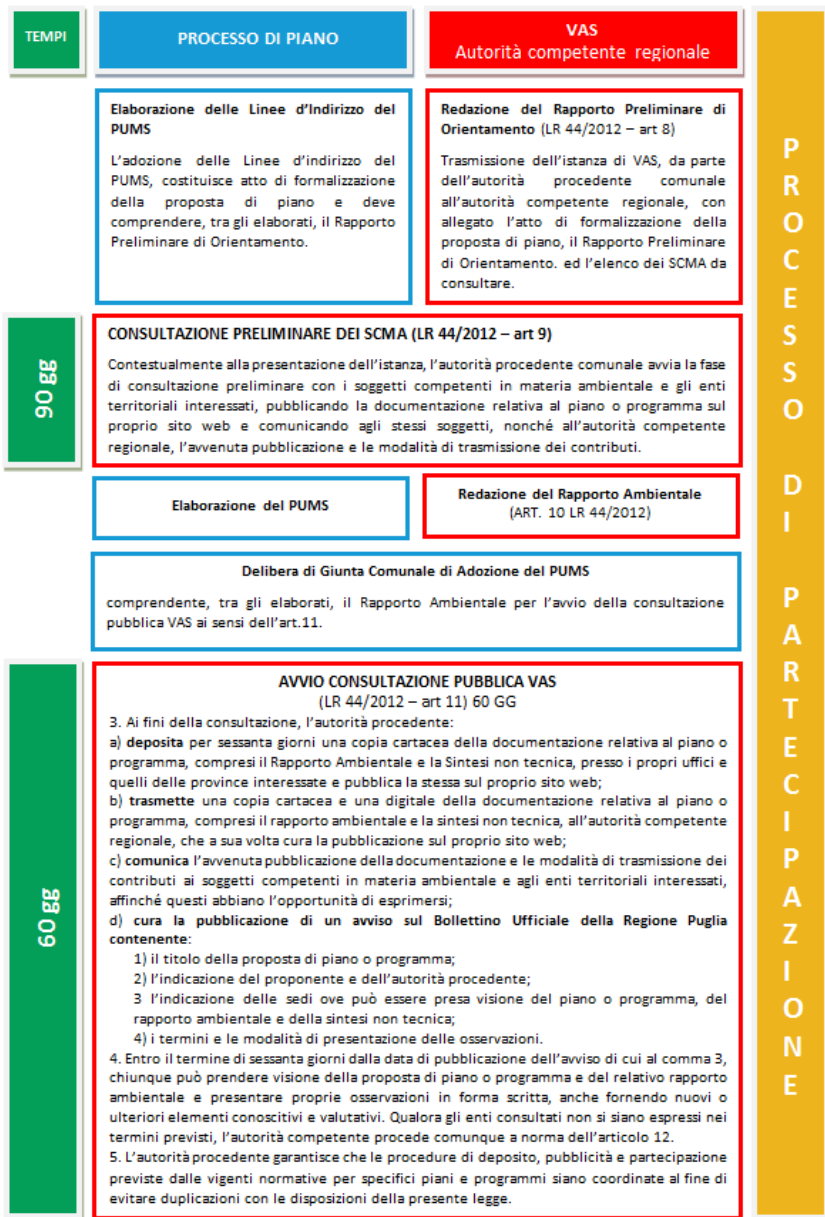 TEMPI
PROCESSO DI PIANO
VAS
Autorità competente regionale
Elaborazione delle Linee d'Indirizzo del
PUMS
L'adozione delle Linee d'indirizzo del
PUMS, costituisce atto di formalizzazione
della proposta di piano e deve
comprendere, tra gli elaborati, il Rapporto
Preliminare di Orientamento.
Redazione del Rapporto Preliminare di
Orientamento (LR 44/2012 – art 8)
Trasmissione dell'istanza di VAS, da parte
dell'autorità procedente comunale
all'autorità competente regionale, con
allegato l'atto di formalizzazione della
proposta di piano, il Rapporto Preliminare
di Orientamento. ed l'elenco dei SCMA da
consultare.
90 gg
CONSULTAZIONE PRELIMINARE DEI SCMA (LR 44/2012 – art 9)
Contestualmente alla presentazione dell'istanza, l'autorità procedente comunale avvia la fase
di consultazione preliminare con i soggetti competenti in materia ambientale e gli enti
territoriali interessati, pubblicando la documentazione relativa al piano o programma sul
proprio sito web e comunicando agli stessi soggetti, nonché all'autorità competente
regionale, l'avvenuta pubblicazione e le modalità di trasmissione dei contributi.
Elaborazione del PUMS
Redazione del Rapporto Ambientale
(ART. 10 LR 44/2012)
Delibera di Giunta Comunale di Adozione del PUMS
comprendente, tra gli elaborati, il Rapporto Ambientale per l'avvio della consultazione
pubblica VAS ai sensi dell'art.11.
60 gg
AVVIO CONSULTAZIONE PUBBLICA VAS
(LR 44/2012 – art 11) 60 GG
3. Ai fini della consultazione, l'autorità procedente:
a) deposita per sessanta giorni una copia cartacea della documentazione relativa al piano o
programma, compresi il Rapporto Ambientale e la Sintesi non tecnica, presso i propri uffici e
quelli delle province interessate e pubblica la stessa sul proprio sito web;
b) trasmette una copia cartacea e una digitale della documentazione relativa al piano o
programma, compresi il rapporto ambientale e la sintesi non tecnica, all'autorità competente
regionale, che a sua volta cura la pubblicazione sul proprio sito web;
c) comunica l'avvenuta pubblicazione della documentazione e le modalità di trasmissione dei
contributi ai soggetti competenti in materia ambientale e agli enti territoriali interessati,
affinché questi abbiano l'opportunità di esprimersi;
d) cura la pubblicazione di un avviso sul Bollettino Ufficiale della Regione Puglia
contenente:
1) il titolo della proposta di piano o programma;
2) l'indicazione del proponente e dell'autorità procedente;
3 l'indicazione delle sedi ove può essere presa visione del piano o programma, del
rapporto ambientale e della sintesi non tecnica;
4) i termini e le modalità di presentazione delle osservazioni.
4. Entro il termine di sessanta giorni dalla data di pubblicazione dell'avviso di cui al comma 3,
chiunque può prendere visione della proposta di piano o programma e del relativo rapporto
ambientale e presentare proprie osservazioni in forma scritta, anche fornendo nuovi o
ulteriori elementi conoscitivi e valutativi. Qualora gli enti consultati non si siano espressi nei
termini previsti, l'autorità competente procede comunque a norma dell'articolo 12.
5. L'autorità procedente garantisce che le procedure di deposito, pubblicità e partecipazione
previste dalle vigenti normative per specifici piani e programmi siano coordinate al fine di
evitare duplicazioni con le disposizioni della presente legge.
PROCESSO DI PARTECIPAZIONE